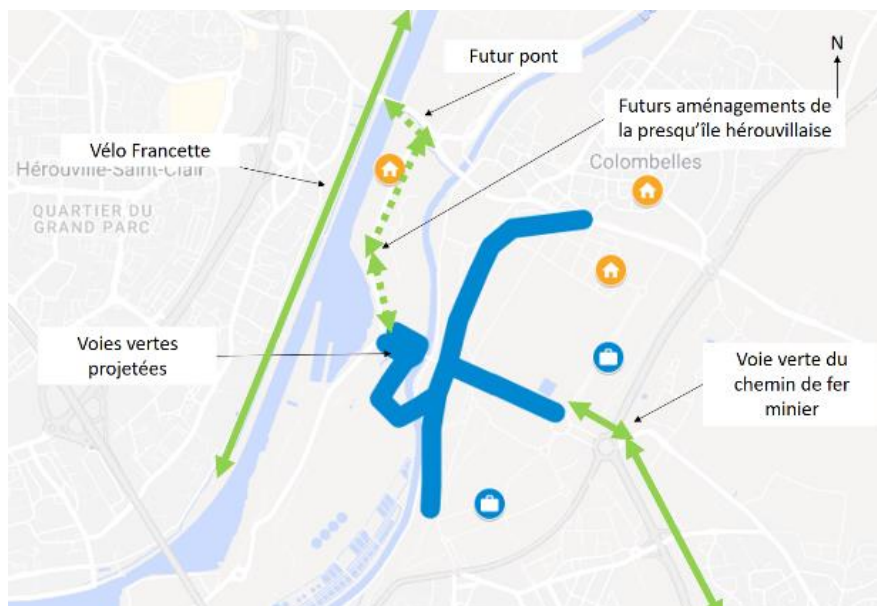 N
Futur pont
Futurs aménagements de
la presqu'île hérouvillaise
Vélo Francette
Hérouville-Saint-Clair
Colombelles
QUARTIER DU
GRAND PARC
Voies vertes
projetées
Voie verte du
chemin de fer
minier